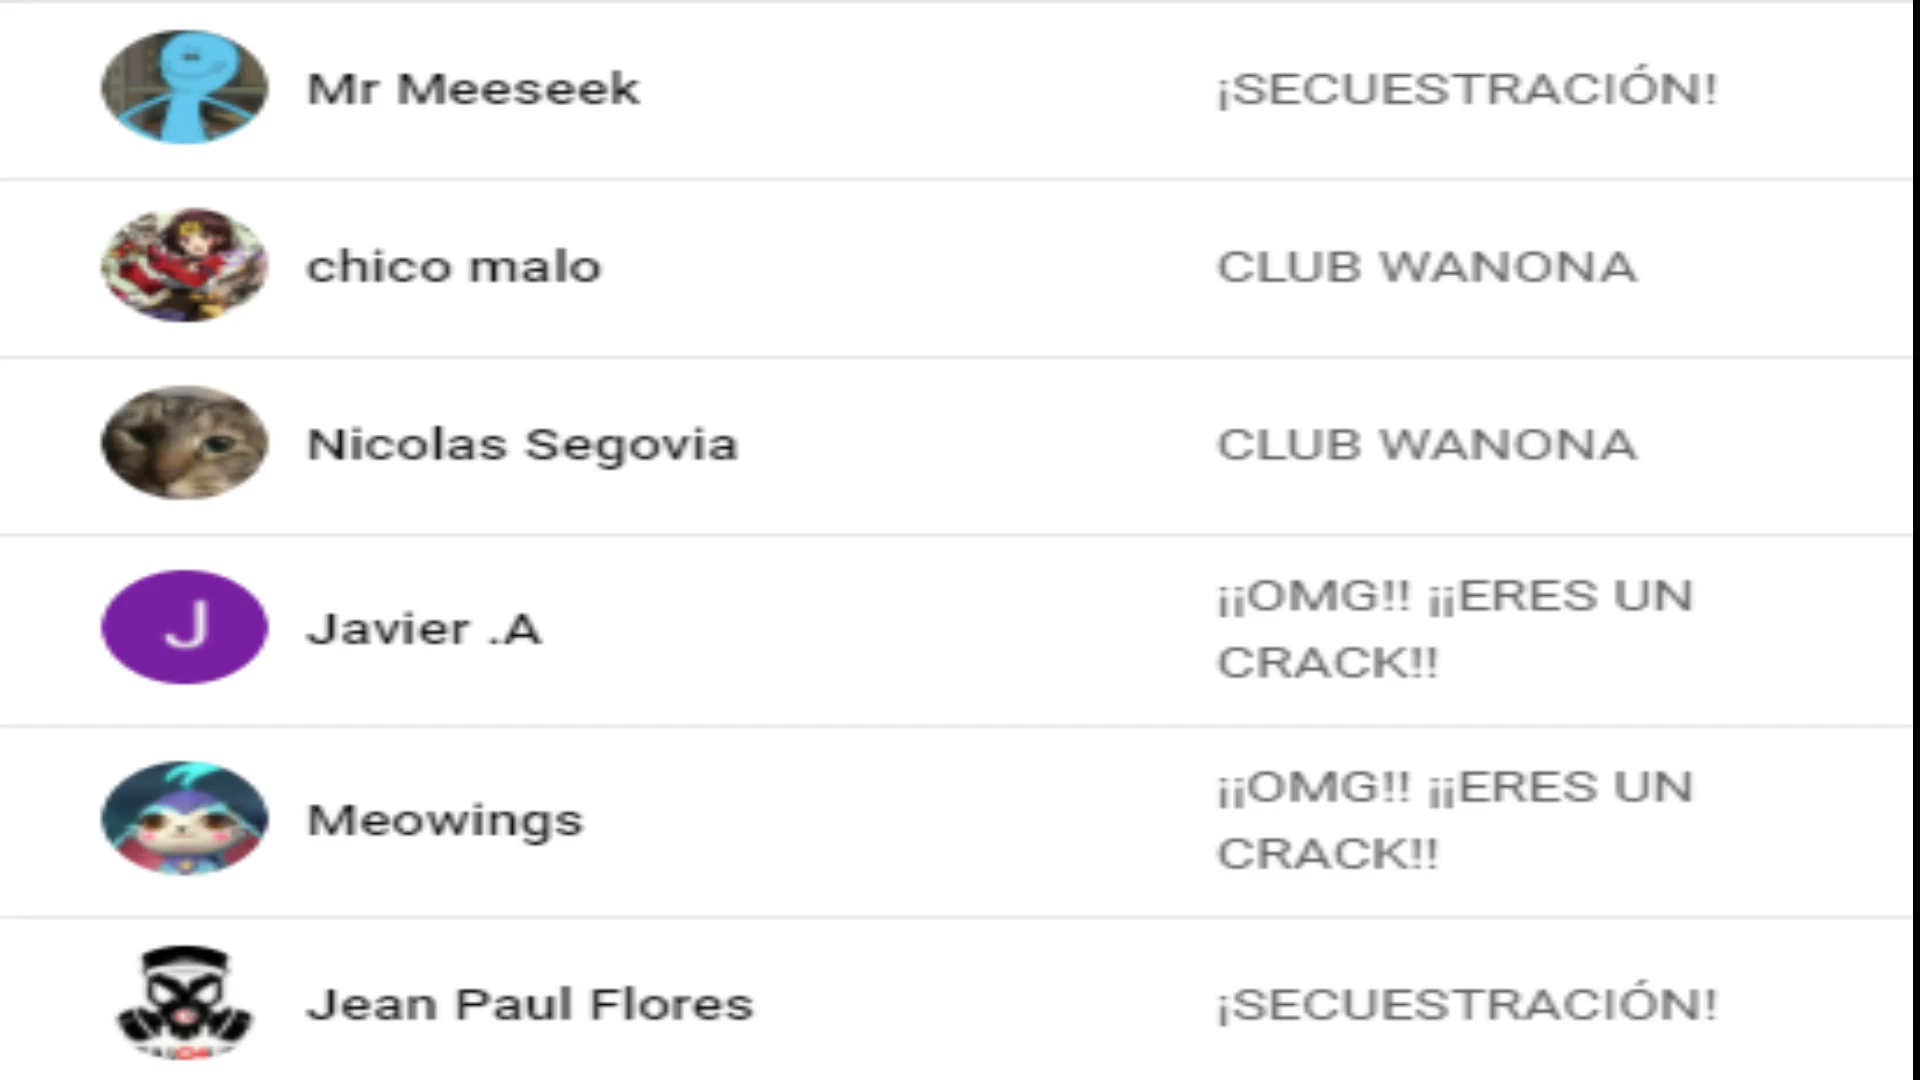 Mr Meeseek
¡SECUESTRACIÓN!
chico malo
CLUB WANONA
Nicolas Segovia
CLUB WANONA
J
Javier .A
¡¡OMG!! ¡¡ERES UN
CRACK!!
Meowings
¡¡OMG!! ¡¡ERES UN
CRACK!!
Jean Paul Flores
¡SECUESTRACIÓN!